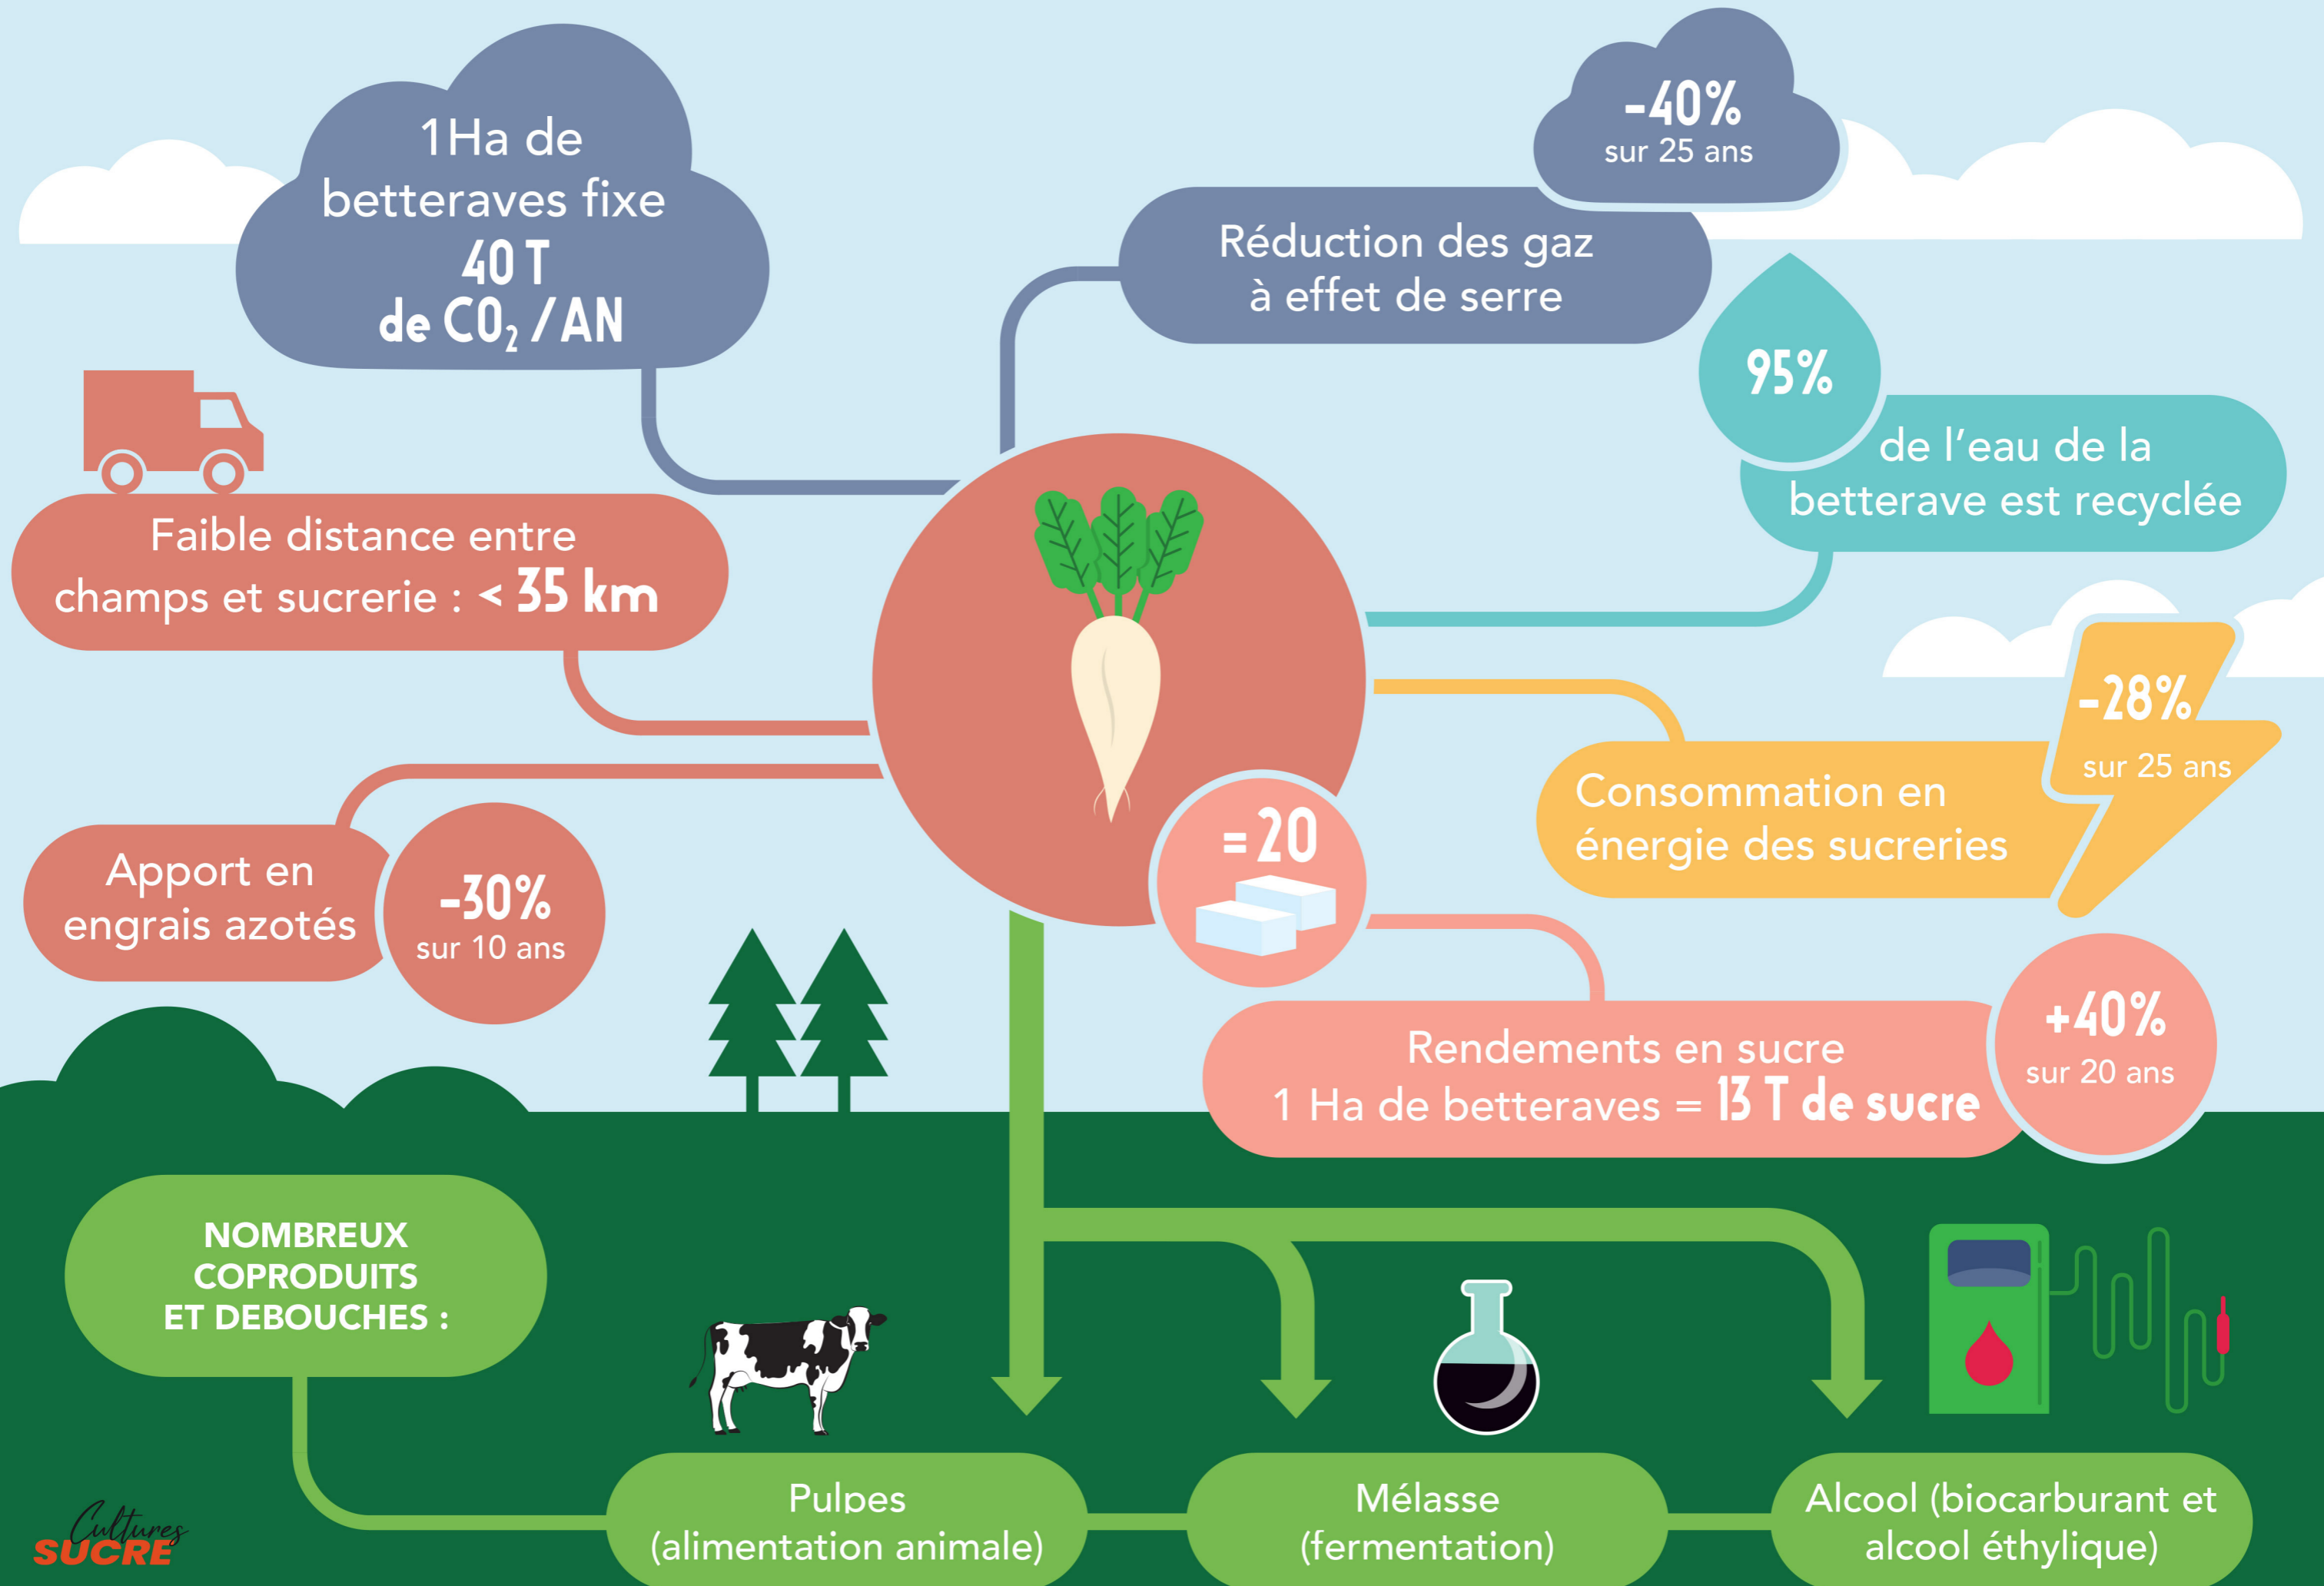 1Ha de
betteraves fixe
40 T
de CO₂ / AN
-40%
sur 25 ans
Réduction des gaz
à effet de serre
95%
de l'eau de la
betterave est recyclée
Faible distance entre
champs et sucrerie : < 35 km
-28%
sur 25 ans
Consommation en
énergie des sucreries
Apport en
engrais azotés
-30%
sur 10 ans
= 20
Rendements en sucre
1 Ha de betteraves = 13 T de sucre
+40%
sur 20 ans
NOMBREUX
COPRODUITS
ET DEBOUCHES :
Pulpes
(alimentation animale)
Mélasse
(fermentation)
Alcool (biocarburant et
alcool éthylique)
Cultures
SUCRE